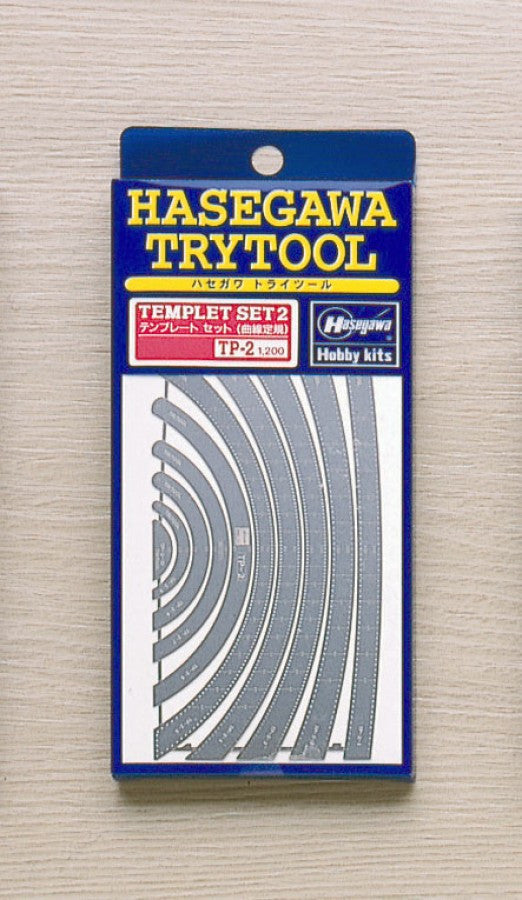 HASEGAWA
TRYTOOL
ハセガワ トライツール
TEMPLET SET 2
テンプレート セット (曲線定規)
TP-2 1,200
Hasegawa
Hobby kits
TP-2